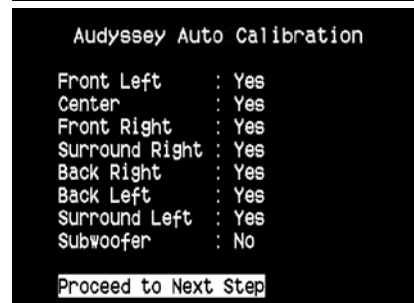 Audyssey Auto Calibration
Front Left : Yes
Center : Yes
Front Right : Yes
Surround Right : Yes
Back Right : Yes
Back Left : Yes
Surround Left : Yes
Subwoofer : No
Proceed to Next Step